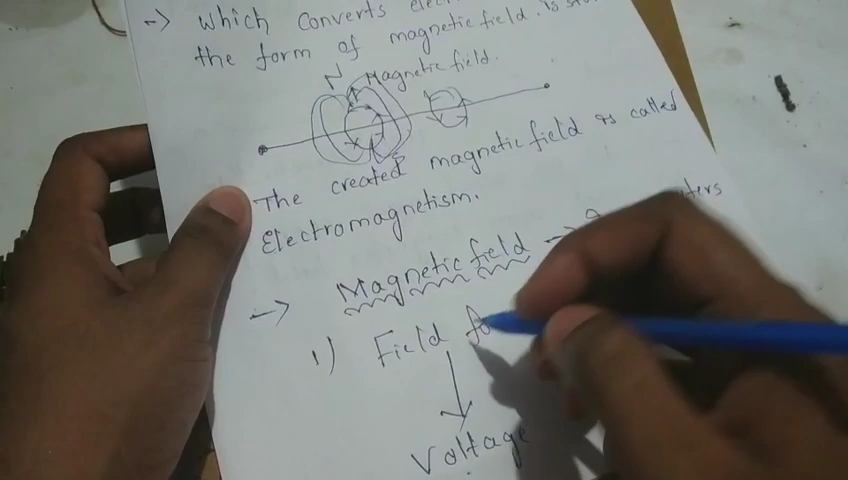 -> which converts
the form of magnetic field. is
N Magnetic field.
S
The created magnetic field is called
Electromagnetism.
-> Magnetic field ->
1) Field
Voltage